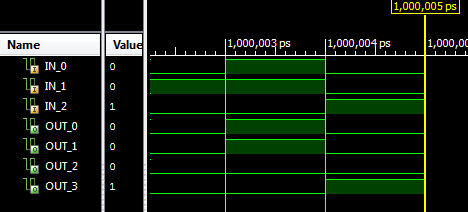 1,000,005 ps
Name Value 1,000,003 ps 1,000,004 ps 1,000,00
IN_0 0
IN_1 0
IN_2 1
OUT_0 0
OUT_1 0
OUT_2 0
OUT_3 1